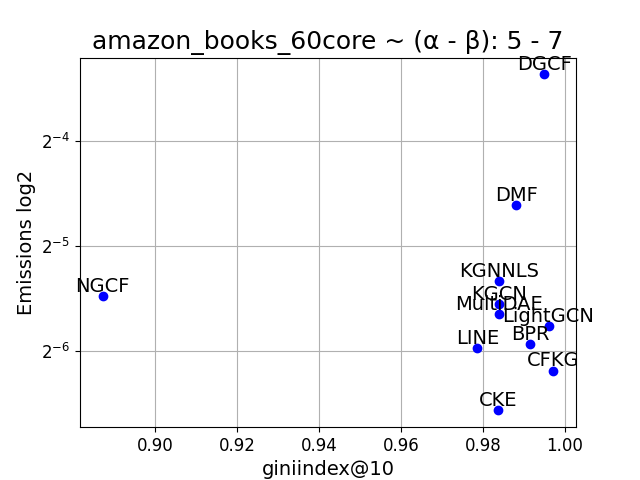 amazon_books_60core ~ (α - β): 5 - 7
DGCF
2⁻⁴
DMF
2⁻⁵
KGNNLS
NGCF
KGCN
MultiDAE
LightGCN
BPR
LINE
2⁻⁶
CFKG
CKE
Emissions log2
0.90 0.92 0.94 0.96 0.98 1.00
giniindex@10